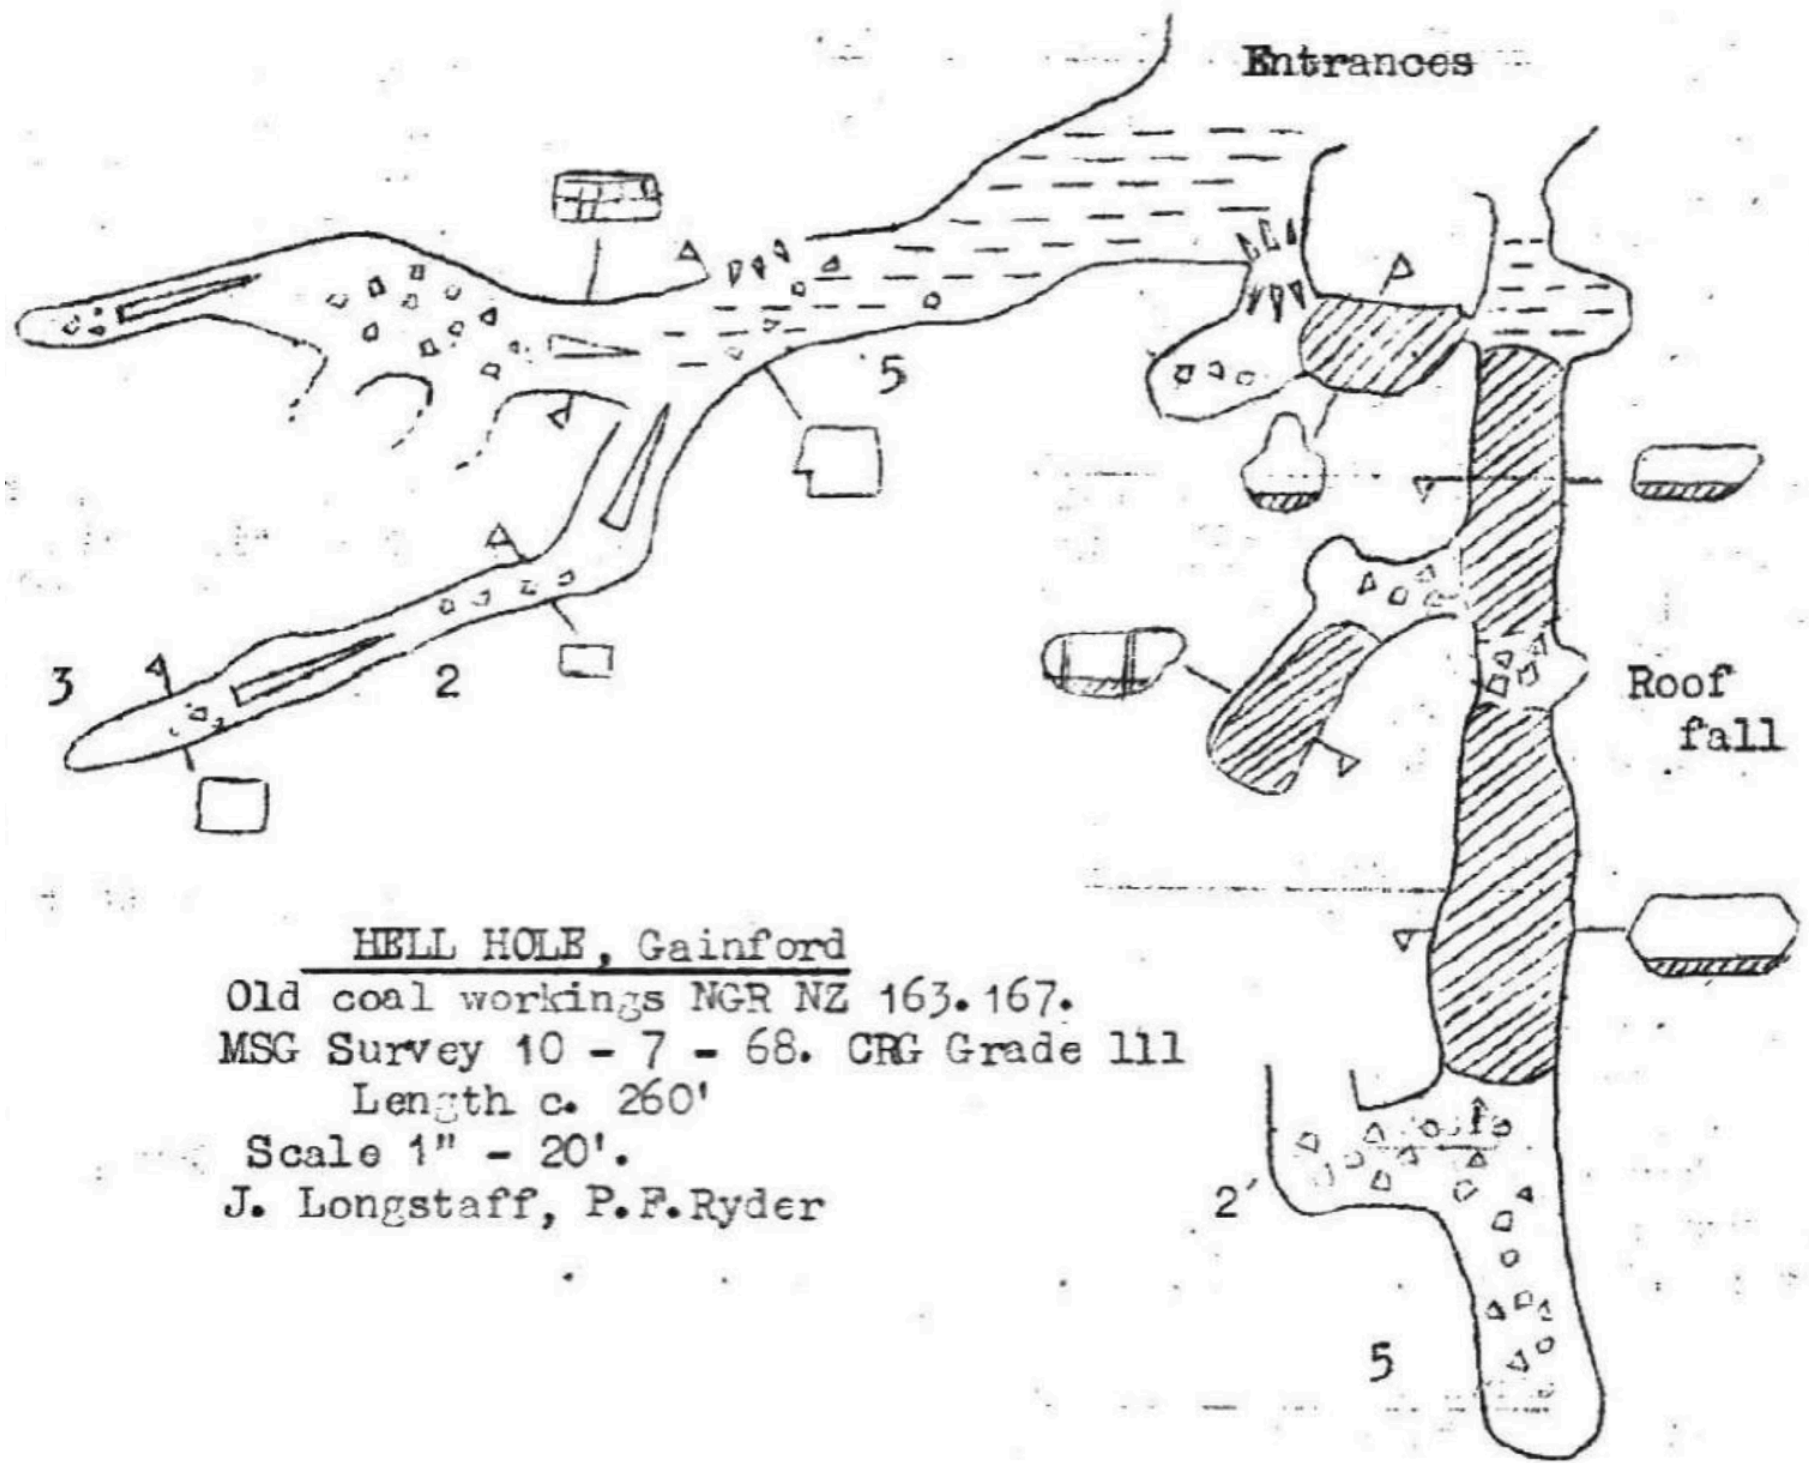 Entrances
5
3
2
Roof
fall
HELL HOLE, Gainford
Old coal workings NGR NZ 163.167.
MSG Survey 10 - 7 - 68. CRG Grade 111
Length c. 260'
Scale 1" - 20'.
J. Longstaff, P.F.Ryder
2'
5